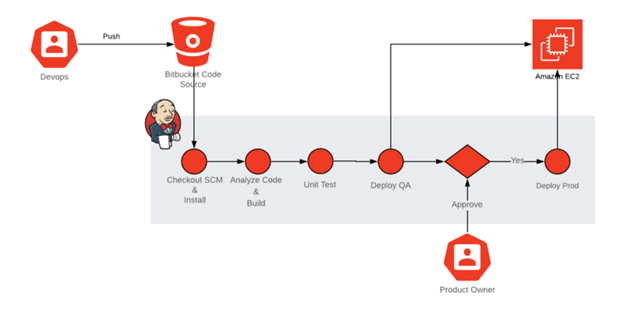 Push
Devops
Bitbucket Code
Source
Amazon EC2
Checkout SCM
&
Install
Analyze Code
&
Build
Unit Test
Deploy QA
Yes
Deploy Prod
Approve
Product Owner